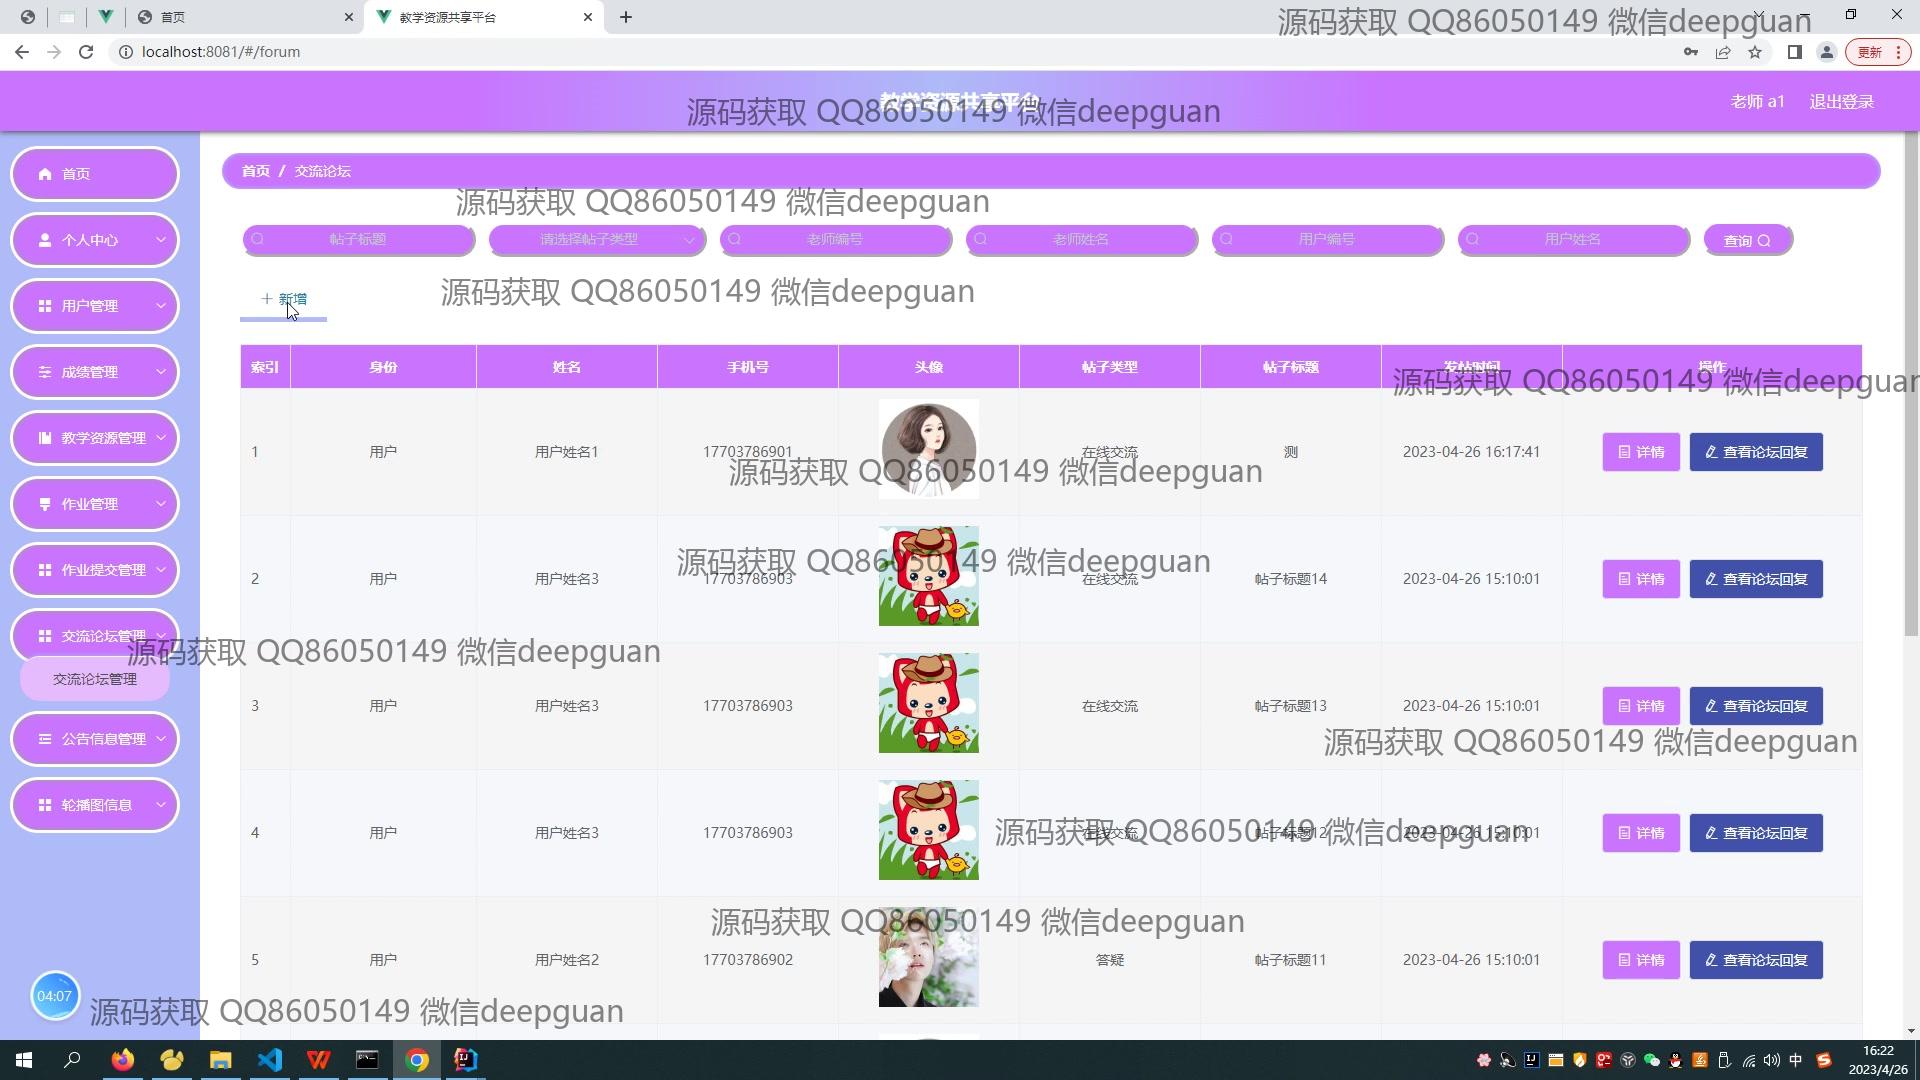 首页
教学资源共享平台
源码获取 QQ86050149 微信deepguan
localhost:8081/#/forum
更新
教学资源共享平台
源码获取 QQ86050149 微信deepguan
老师 a1
退出登录
首页
首页 / 交流论坛
源码获取 QQ86050149 微信deepguan
个人中心
帖子标题
请选择帖子类型
老师编号
老师姓名
用户编号
用户姓名
查询
源码获取 QQ86050149 微信deepguan
用户管理
新增
成绩管理
索引 身份 姓名 手机号 头像 帖子类型 帖子标题 发帖时间 操作
源码获取 QQ86050149 微信deepguan
教学资源管理
1 用户 用户姓名1 17703786901 在线交流 测 2023-04-26 16:17:41 详情 查看论坛回复
源码获取 QQ86050149 微信deepguan
作业管理
源码获取 QQ86050149 微信deepguan
作业提交管理
2 用户 用户姓名3 17703786903 在线交流 帖子标题14 2023-04-26 15:10:01 详情 查看论坛回复
交流论坛管理
源码获取 QQ86050149 微信deepguan
交流论坛管理
3 用户 用户姓名3 17703786903 在线交流 帖子标题13 2023-04-26 15:10:01 详情 查看论坛回复
源码获取 QQ86050149 微信deepguan
公告信息管理
轮播图信息
4 用户 用户姓名3 17703786903 在线交流 帖子标题12 2023-04-26 15:10:01 详情 查看论坛回复
源码获取 QQ86050149 微信deepguan
源码获取 QQ86050149 微信deepguan
5 用户 用户姓名2 17703786902 答疑 帖子标题11 2023-04-26 15:10:01 详情 查看论坛回复
04:07
源码获取 QQ86050149 微信deepguan
中
16:22
2023/4/26